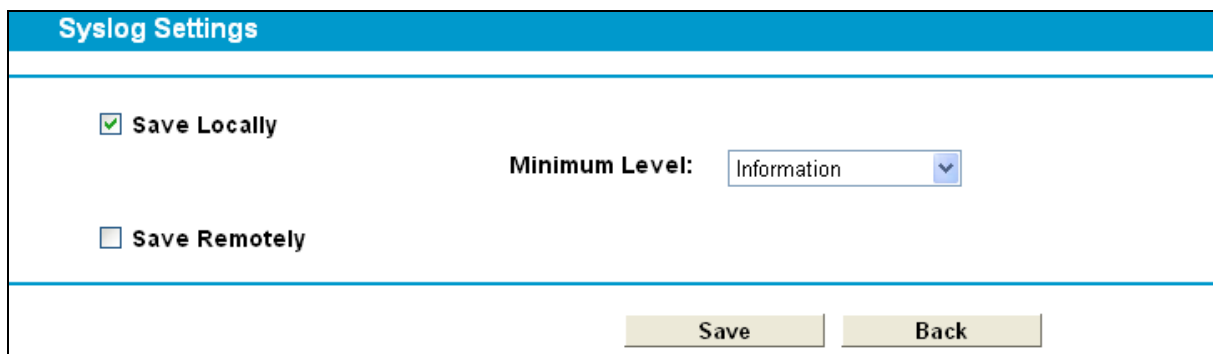 Syslog Settings
Save Locally
Minimum Level: Information
Save Remotely
Save Back